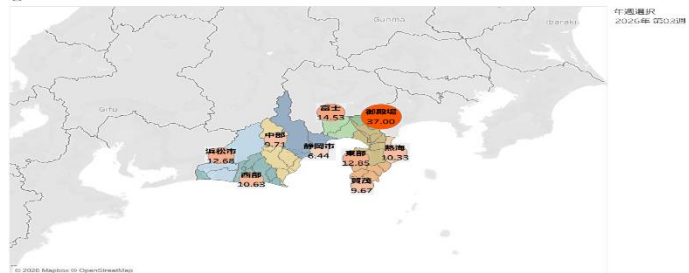 年週選択
2026年 第03週
Gunma
Ibaraki
Gifu
富士
14.53
御殿場
37.00
中部
9.71
静岡市
6.44
浜松市
12.68
東部
12.85
熱海
10.33
西部
10.63
賀茂
9.67
© 2026 Mapbox © OpenStreetMap